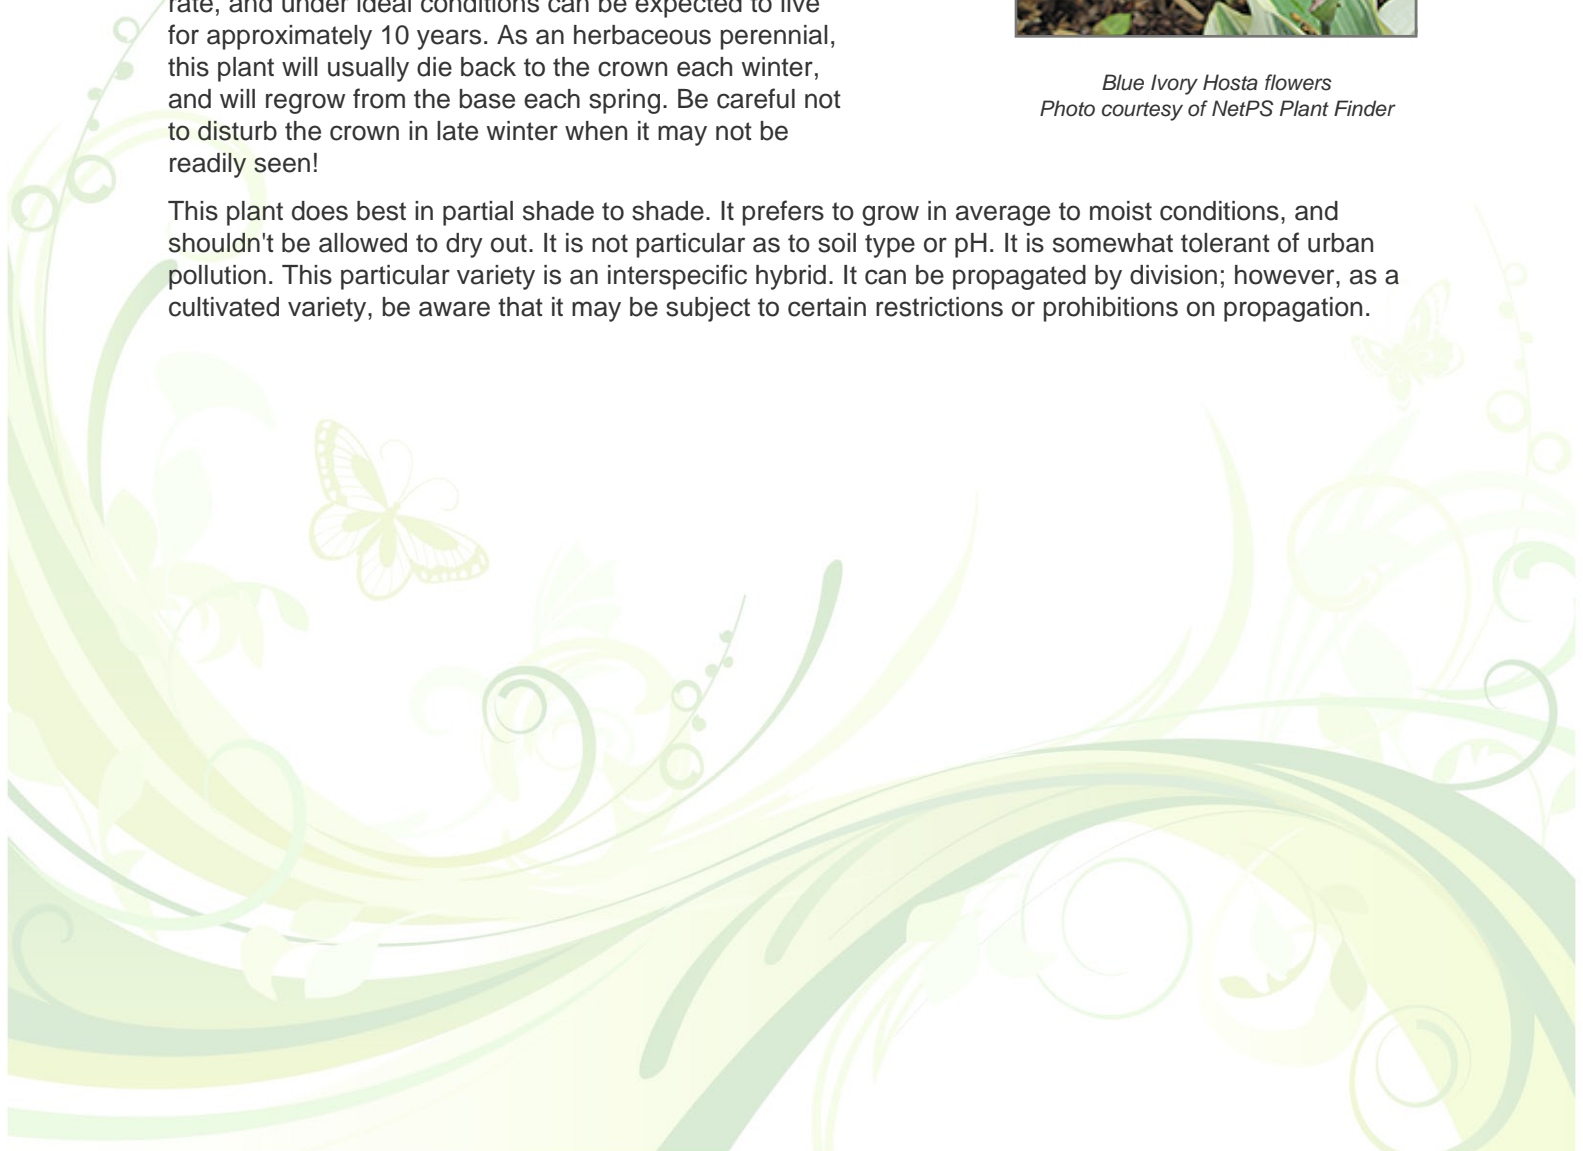 rate, and under ideal conditions can be expected to live
for approximately 10 years. As an herbaceous perennial,
this plant will usually die back to the crown each winter,
and will regrow from the base each spring. Be careful not
to disturb the crown in late winter when it may not be
readily seen!
Blue Ivory Hosta flowers
Photo courtesy of NetPS Plant Finder
This plant does best in partial shade to shade. It prefers to grow in average to moist conditions, and
shouldn't be allowed to dry out. It is not particular as to soil type or pH. It is somewhat tolerant of urban
pollution. This particular variety is an interspecific hybrid. It can be propagated by division; however, as a
cultivated variety, be aware that it may be subject to certain restrictions or prohibitions on propagation.